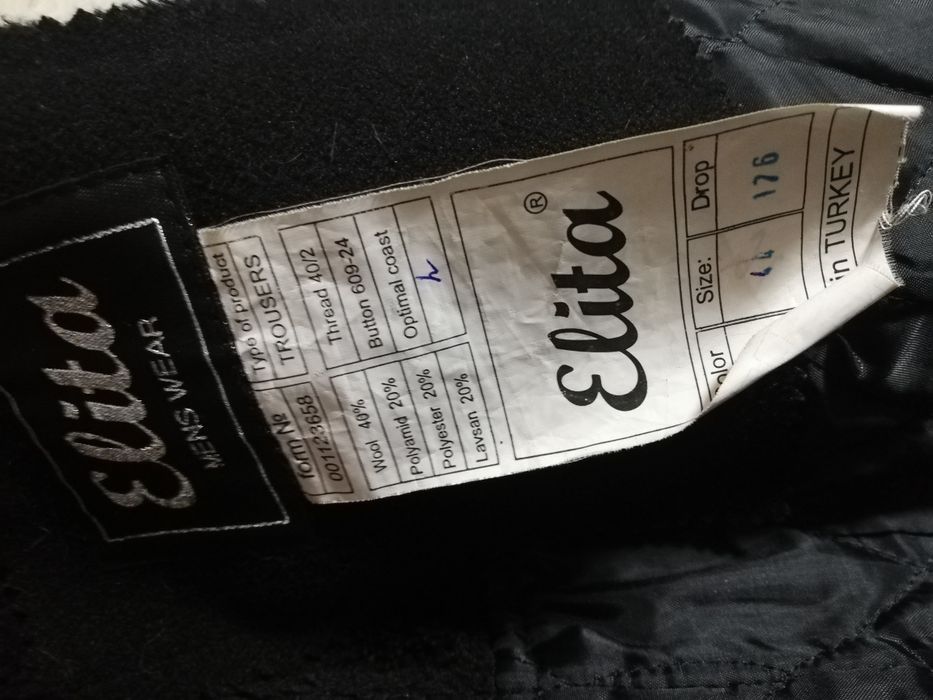 Elita
MENS WEAR
Type of product
TROUSERS
form №
001123658
Thread 40/2
Button 609-24
Optimal coast
Wool 40%
Polyamid 20%
Polyester 20%
Lavsan 20%
Elita ®
Size:
Drop
44
176
in TURKEY